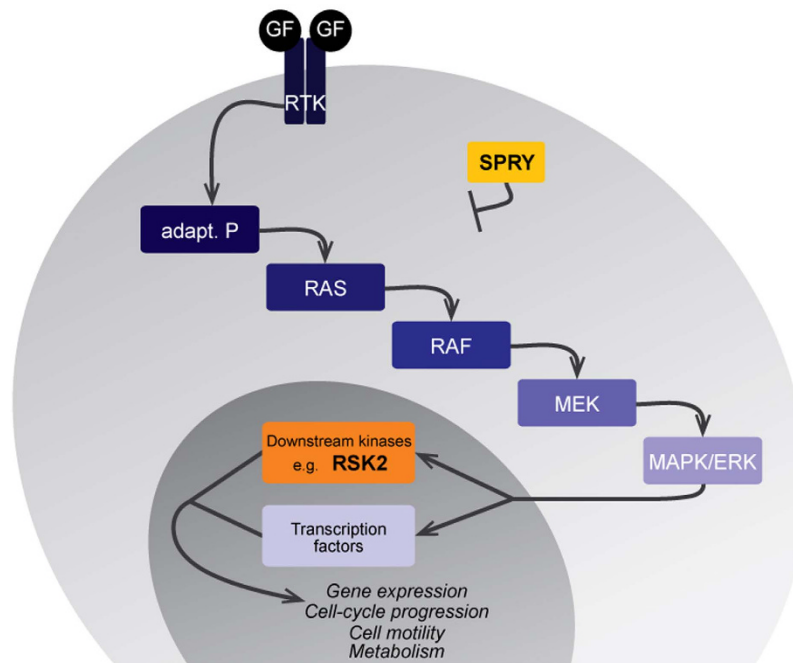 GF GF
RTK
SPRY
adapt. P
RAS
RAF
MEK
MAPK/ERK
Downstream kinases
e.g. RSK2
Transcription
factors
Gene expression
Cell-cycle progression
Cell motility
Metabolism